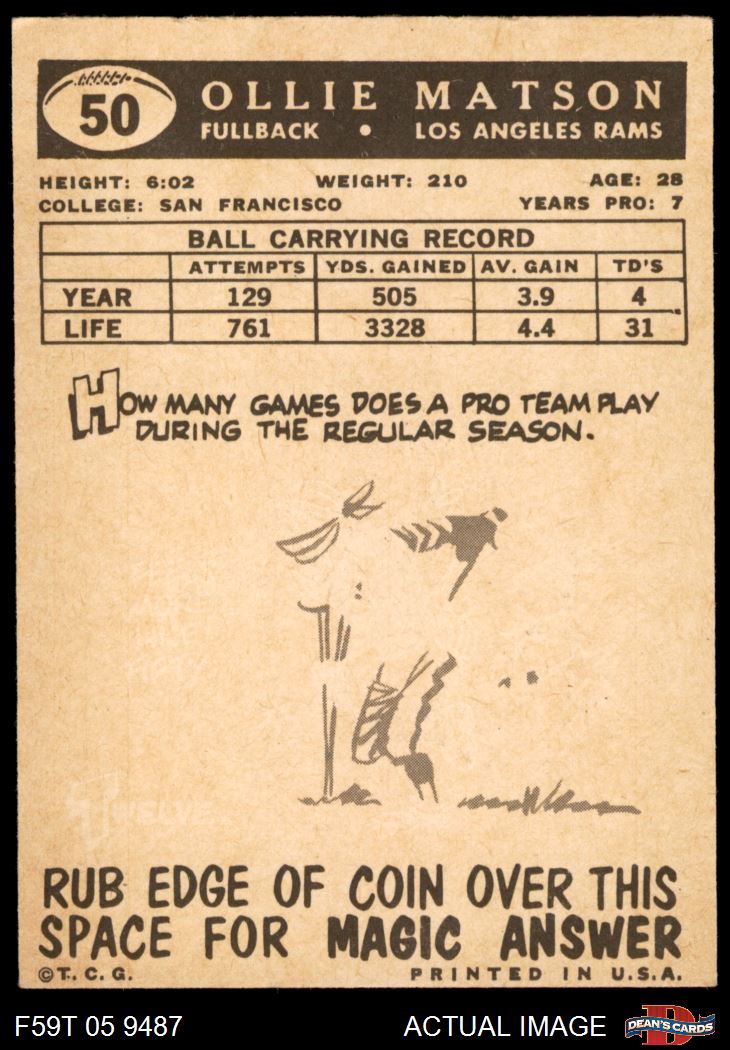 50
OLLIE MATSON
FULLBACK • LOS ANGELES RAMS
HEIGHT: 6:02 WEIGHT: 210 AGE: 28
COLLEGE: SAN FRANCISCO YEARS PRO: 7
BALL CARRYING RECORD
ATTEMPTS YDS. GAINED AV. GAIN TD'S
YEAR 129 505 3.9 4
LIFE 761 3328 4.4 31
HOW MANY GAMES DOES A PRO TEAM PLAY
DURING THE REGULAR SEASON.
TWELVE
RUB EDGE OF COIN OVER THIS
SPACE FOR MAGIC ANSWER
©T. C. G. PRINTED IN U.S.A.
F59T 05 9487 ACTUAL IMAGE D DEAN'S CARDS